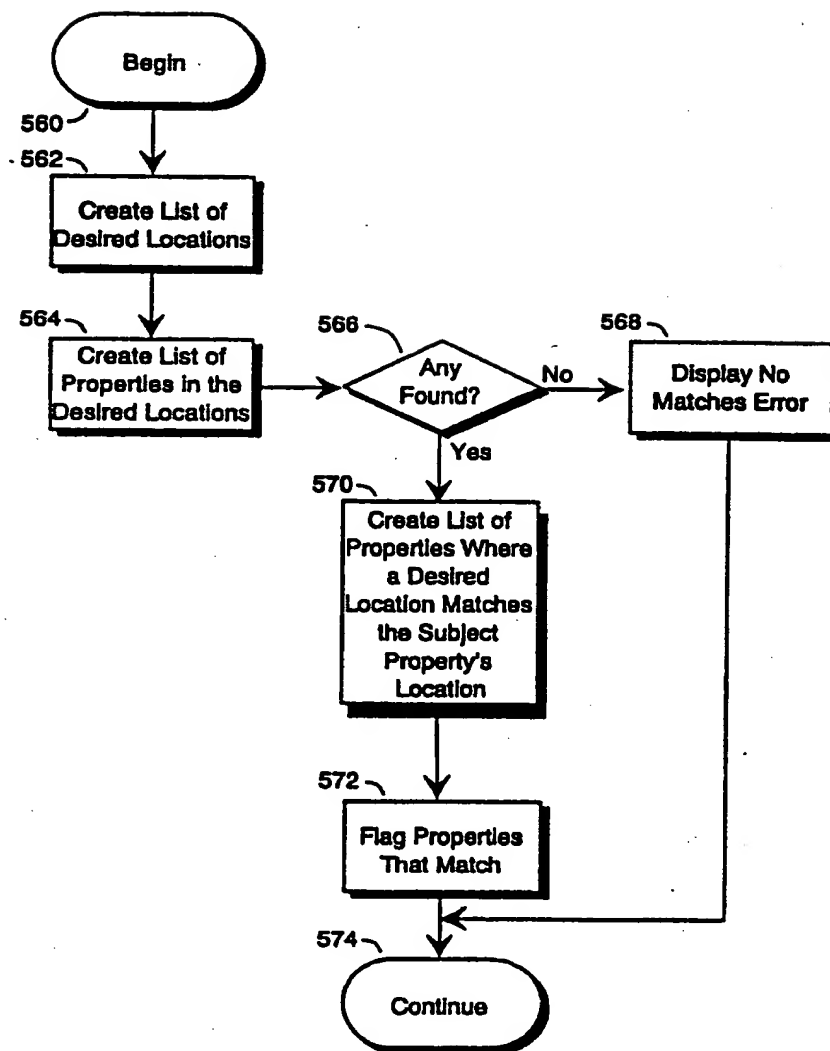 Begin
560
562
Create List of
Desired Locations
564
Create List of
Properties in the
Desired Locations
566
Any
Found?
No
568
Display No
Matches Error
Yes
570
Create List of
Properties Where
a Desired
Location Matches
the Subject
Property's
Location
572
Flag Properties
That Match
574
Continue